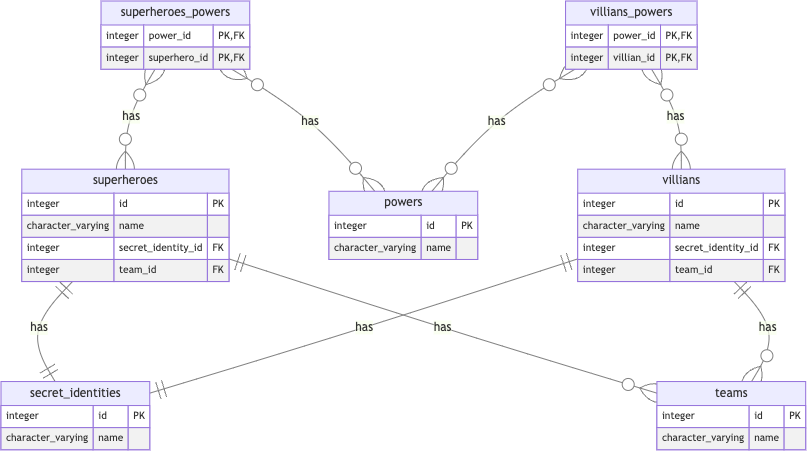 superheroes_powers
integer power_id PK,FK
integer superhero_id PK,FK
villians_powers
integer power_id PK,FK
integer villian_id PK,FK
has
has
has
has
superheroes
integer id PK
character_varying name
integer secret_identity_id FK
integer team_id FK
powers
integer id PK
character_varying name
villians
integer id PK
character_varying name
integer secret_identity_id FK
integer team_id FK
has
has
has
has
secret_identities
integer id PK
character_varying name
teams
integer id PK
character_varying name